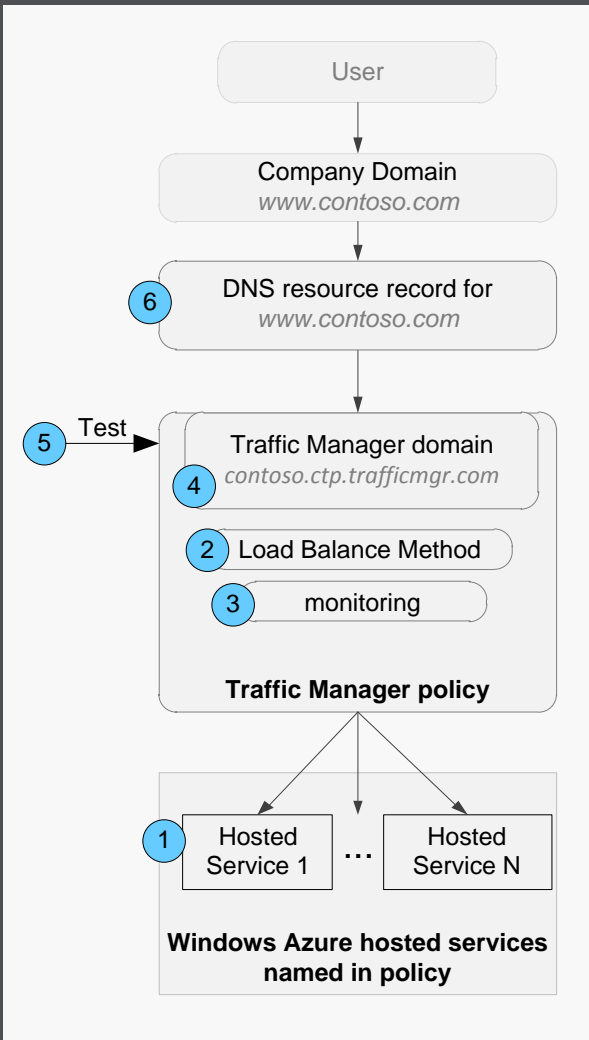 User
Company Domain
www.contoso.com
6
DNS resource record for
www.contoso.com
5
Test
Traffic Manager domain
4
contoso.ctp.trafficmgr.com
2
Load Balance Method
3
monitoring
Traffic Manager policy
1
Hosted
Service 1
...
Hosted
Service N
Windows Azure hosted services
named in policy